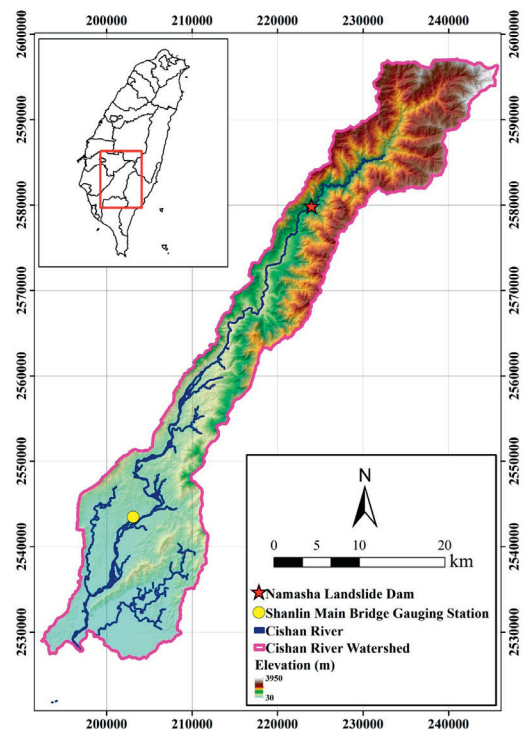 200000 210000 220000 230000 240000
2600000 2600000
2590000 2590000
2580000 2580000
2570000 2570000
2560000 2560000
2550000 2550000
2540000 2540000
2530000 2530000
N
0 5 10 20
km
Namasha Landslide Dam
Shanlin Main Bridge Gauging Station
Cishan River
Cishan River Watershed
Elevation (m)
3950
30
200000 210000 220000 230000 240000